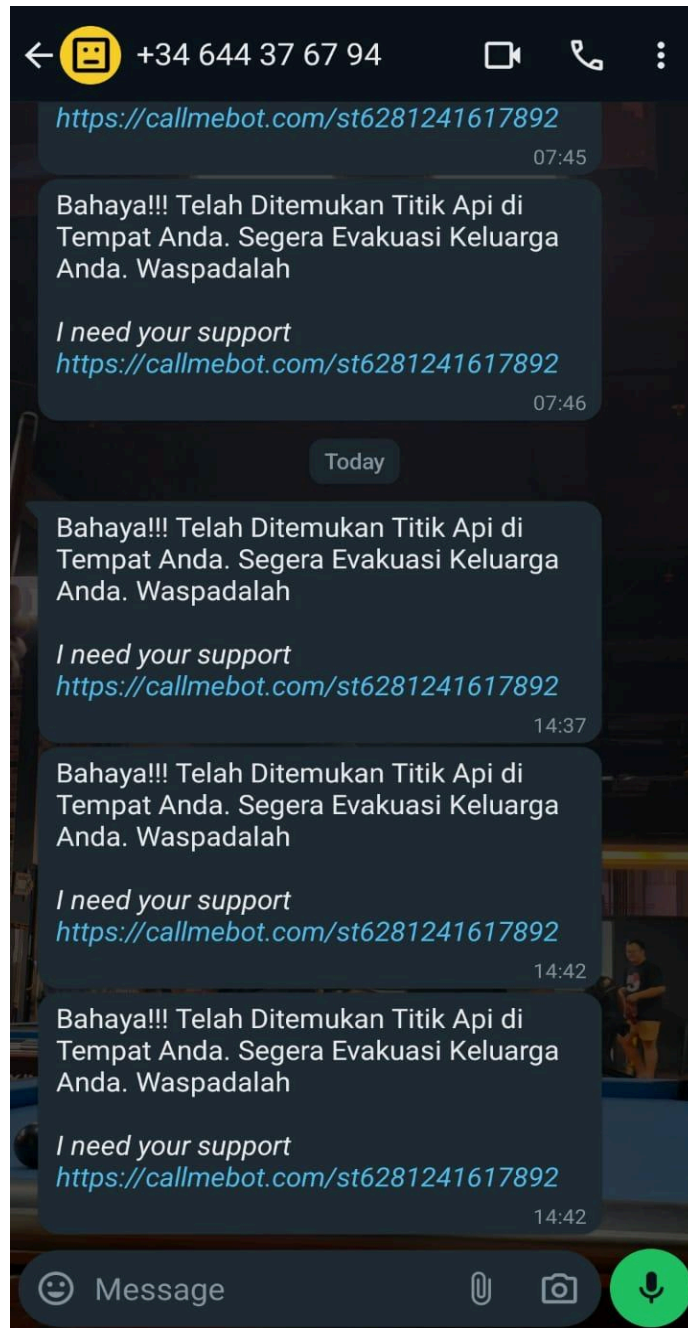 +34 644 37 67 94
https://callmebot.com/st6281241617892
07:45
Bahaya!!! Telah Ditemukan Titik Api di
Tempat Anda. Segera Evakuasi Keluarga
Anda. Waspadalah
I need your support
https://callmebot.com/st6281241617892
07:46
Today
Bahaya!!! Telah Ditemukan Titik Api di
Tempat Anda. Segera Evakuasi Keluarga
Anda. Waspadalah
I need your support
https://callmebot.com/st6281241617892
14:37
Bahaya!!! Telah Ditemukan Titik Api di
Tempat Anda. Segera Evakuasi Keluarga
Anda. Waspadalah
I need your support
https://callmebot.com/st6281241617892
14:42
Bahaya!!! Telah Ditemukan Titik Api di
Tempat Anda. Segera Evakuasi Keluarga
Anda. Waspadalah
I need your support
https://callmebot.com/st6281241617892
14:42
Message